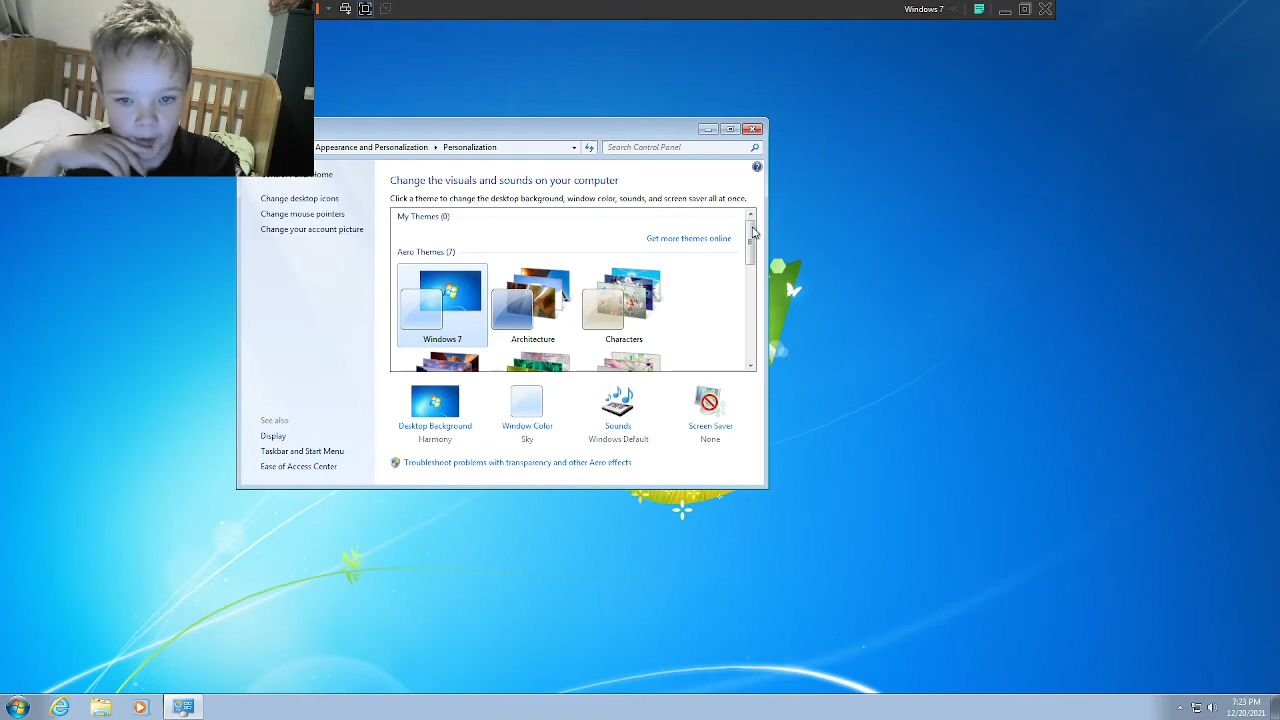 Windows 7
Appearance and Personalization
Personalization
Search Control Panel
Home
Change desktop icons
Change mouse pointers
Change your account picture
See also
Display
Taskbar and Start Menu
Ease of Access Center
Change the visuals and sounds on your computer
Click a theme to change the desktop background, window color, sounds, and screen saver all at once.
My Themes (0)
Get more themes online
Aero Themes (7)
Windows 7
Architecture
Characters
Desktop Background
Harmony
Window Color
Sky
Sounds
Windows Default
Screen Saver
None
Troubleshoot problems with transparency and other Aero effects
7:23 PM
12/20/2021